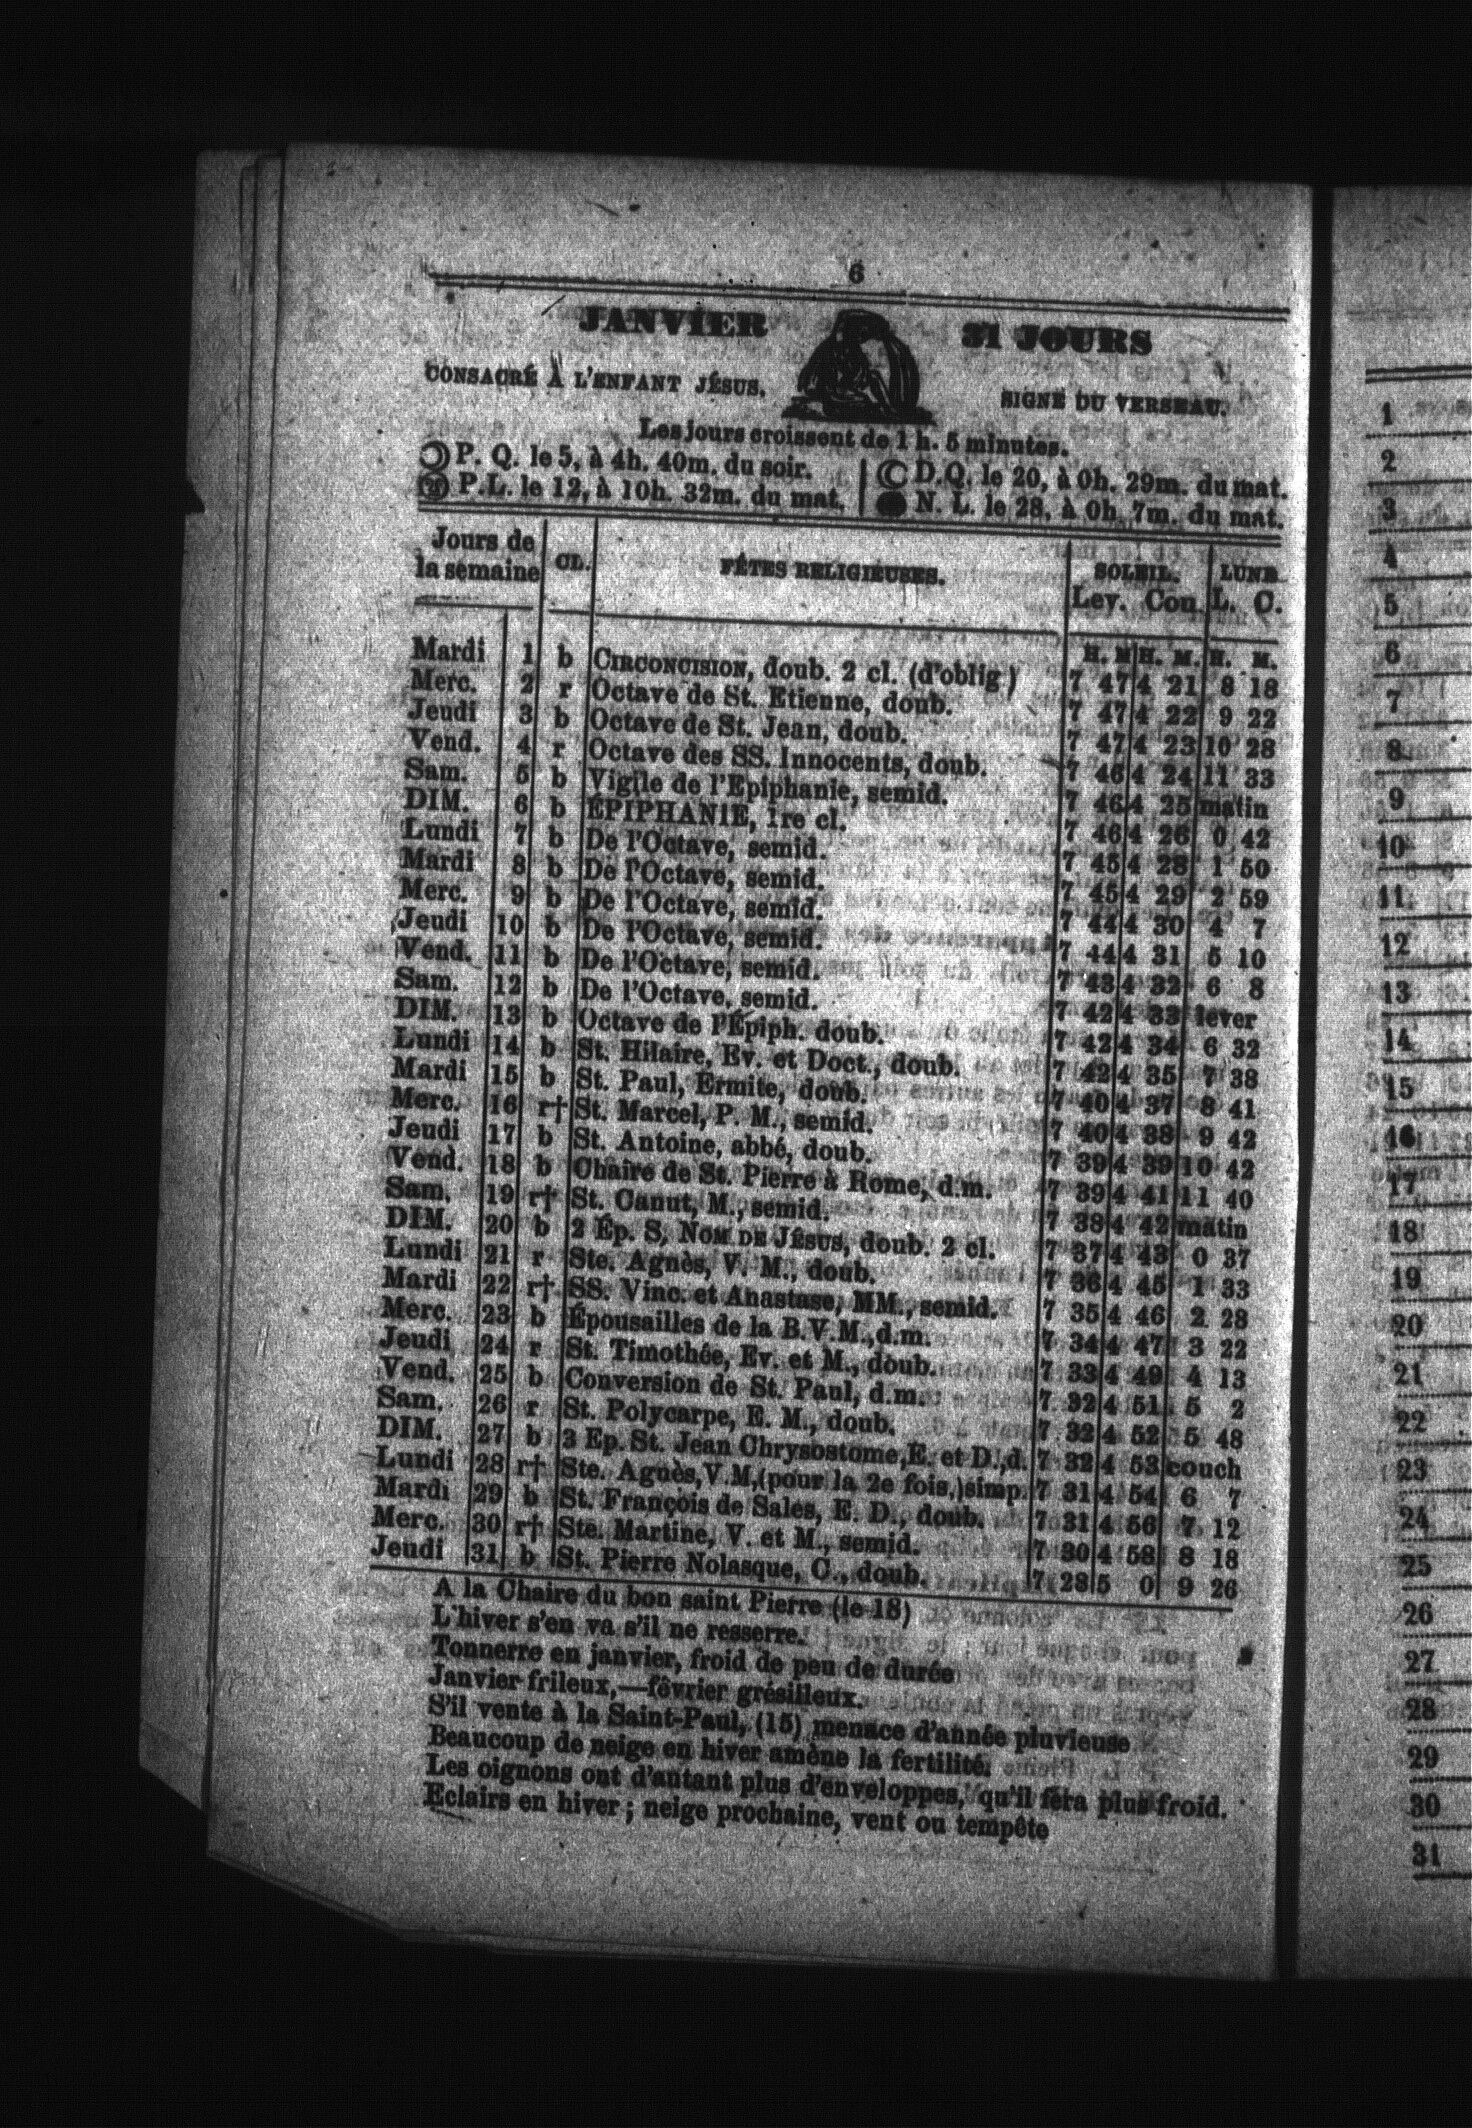 6
JANVIER 31 JOURS
CONSACRÉ À L'ENFANT JÉSUS. SIGNE DU VERSEAU.
Les jours croissent de 1 h. 5 minutes.
P. Q. le 5, à 4h. 40m. du soir. D.Q. le 20, à 0h. 29m. du mat.
P.L. le 12, à 10h. 32m. du mat. N. L. le 28, à 0h. 7m. du mat.
Jours de la semaine CL. FÊTES RELIGIEUSES. SOLEIL. LUNE
Lev. Cou. L. C.
H. M H. M. H. M.
Mardi 1 b CIRCONCISION, doub. 2 cl. (d'oblig) 7 47 4 21 8 18
Merc. 2 r Octave de St. Etienne, doub. 7 47 4 22 9 22
Jeudi 3 b Octave de St. Jean, doub. 7 47 4 23 10 28
Vend. 4 r Octave des SS. Innocents, doub. 7 46 4 24 11 33
Sam. 5 b Vigile de l'Epiphanie, semid. 7 46 4 25 matin
DIM. 6 b ÉPIPHANIE, 1re cl. 7 46 4 26 0 42
Lundi 7 b De l'Octave, semid. 7 45 4 28 1 50
Mardi 8 b De l'Octave, semid. 7 45 4 29 2 59
Merc. 9 b De l'Octave, semid. 7 44 4 30 4 7
Jeudi 10 b De l'Octave, semid. 7 44 4 31 5 10
Vend. 11 b De l'Octave, semid. 7 43 4 32 6 8
Sam. 12 b De l'Octave, semid. 7 42 4 33 lever
DIM. 13 b Octave de l'Épiph. doub. 7 42 4 34 6 32
Lundi 14 b St. Hilaire, Ev. et Doct., doub. 7 42 4 35 7 38
Mardi 15 b St. Paul, Ermite, doub. 7 40 4 37 8 41
Merc. 16 r† St. Marcel, P. M., semid. 7 40 4 38 9 42
Jeudi 17 b St. Antoine, abbé, doub. 7 39 4 39 10 42
Vend. 18 b Chaire de St. Pierre à Rome, d.m. 7 39 4 41 11 40
Sam. 19 r† St. Canut, M., semid. 7 38 4 42 matin
DIM. 20 b 2 Ép. S. NOM DE JÉSUS, doub. 2 cl. 7 37 4 43 0 37
Lundi 21 r Ste. Agnès, V. M., doub. 7 36 4 45 1 33
Mardi 22 r† SS. Vinc. et Anastase, MM., semid. 7 35 4 46 2 28
Merc. 23 b Épousailles de la B.V.M., d.m. 7 34 4 47 3 22
Jeudi 24 r St. Timothée, Ev. et M., doub. 7 33 4 49 4 13
Vend. 25 b Conversion de St. Paul, d.m. 7 32 4 51 5 2
Sam. 26 r St. Polycarpe, E. M., doub. 7 32 4 52 5 48
DIM. 27 b 3 Ep. St. Jean Chrysostome, E. et D., d. 7 32 4 53 couch
Lundi 28 r† Ste. Agnès, V.M, (pour la 2e fois,) simp. 7 31 4 54 6 7
Mardi 29 b St. François de Sales, E. D., doub. 7 31 4 56 7 12
Merc. 30 r† Ste. Martine, V. et M., semid. 7 30 4 58 8 18
Jeudi 31 b St. Pierre Nolasque, C., doub. 7 28 5 0 9 26
A la Chaire du bon saint Pierre (le 18)
L'hiver s'en va s'il ne resserre.
Tonnerre en janvier, froid de peu de durée
Janvier frileux,—février grésilleux.
S'il vente à la Saint-Paul, (15) menace d'année pluvieuse
Beaucoup de neige en hiver amène la fertilité.
Les oignons ont d'autant plus d'enveloppes, qu'il fera plus froid.
Eclairs en hiver ; neige prochaine, vent ou tempête
1
2
3
4
5
6
7
8
9
10
11
12
13
14
15
16
17
18
19
20
21
22
23
24
25
26
27
28
29
30
31